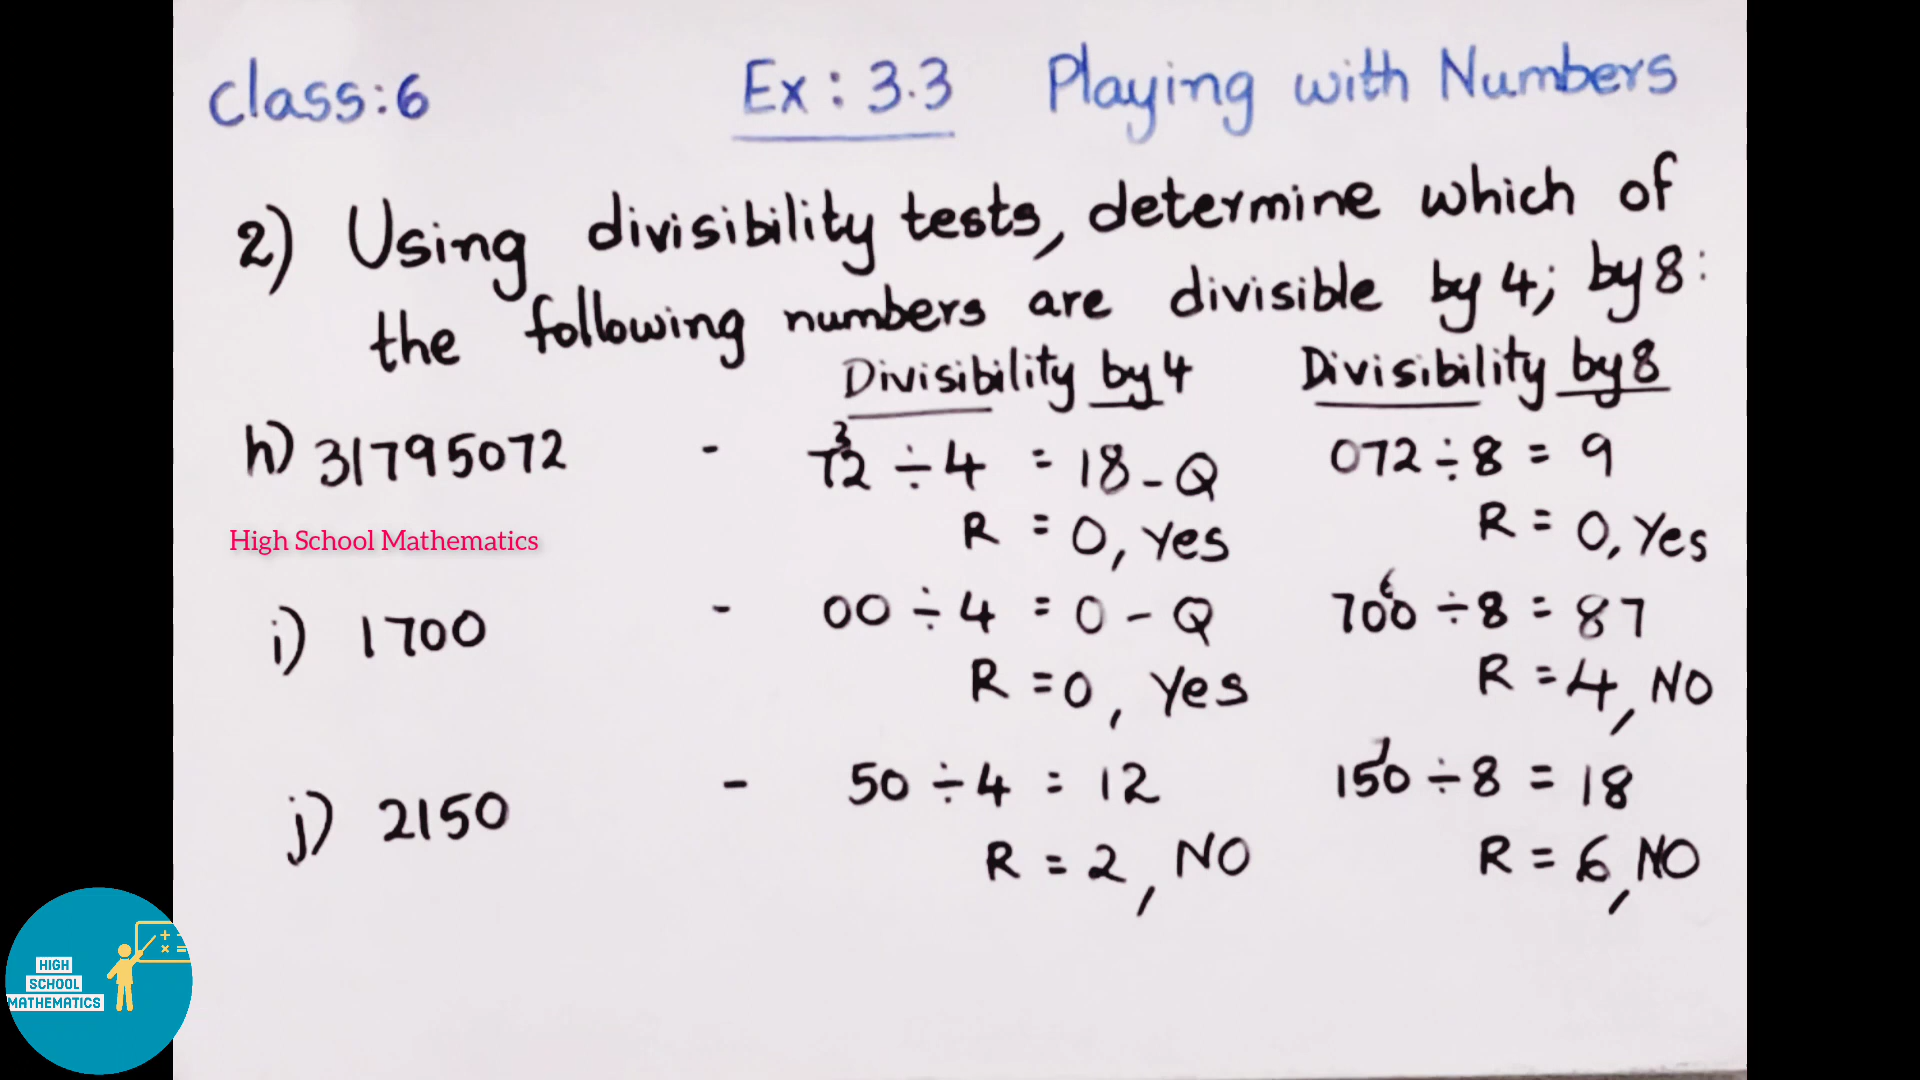 Class:6 Ex : 3.3 Playing with Numbers
2) Using divisibility tests, determine which of
the following numbers are divisible by 4; by 8:
Divisibility by 4 Divisibility by 8
h) 31795072 - 7³2 ÷ 4 = 18 - Q 072 ÷ 8 = 9
R = 0, Yes R = 0, Yes
High School Mathematics
i) 1700 - 00 ÷ 4 = 0 - Q 70⁶0 ÷ 8 = 87
R = 0, Yes R = 4, NO
j) 2150 - 50 ÷ 4 = 12 15⁷0 ÷ 8 = 18
R = 2, NO R = 6, NO
HIGH
SCHOOL
MATHEMATICS
+ -
× =